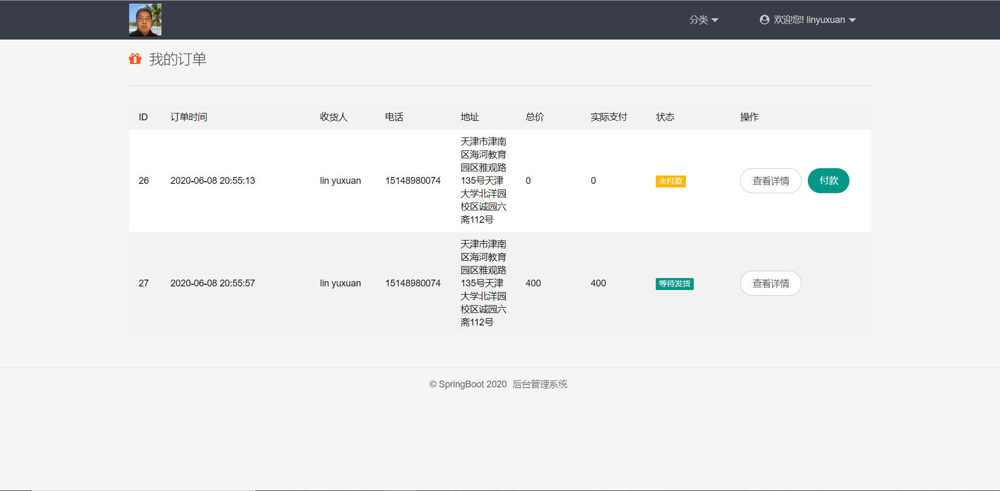 分类
欢迎您! linyuxuan
我的订单
ID 订单时间 收货人 电话 地址 总价 实际支付 状态 操作
26 2020-06-08 20:55:13 lin yuxuan 15148980074
天津市津南
区海河教育
园区雅观路
135号天津
大学北洋园
校区诚园六
斋112号
0 0 未付款 查看详情 付款
27 2020-06-08 20:55:57 lin yuxuan 15148980074
天津市津南
区海河教育
园区雅观路
135号天津
大学北洋园
校区诚园六
斋112号
400 400 等待发货 查看详情
© SpringBoot 2020 后台管理系统